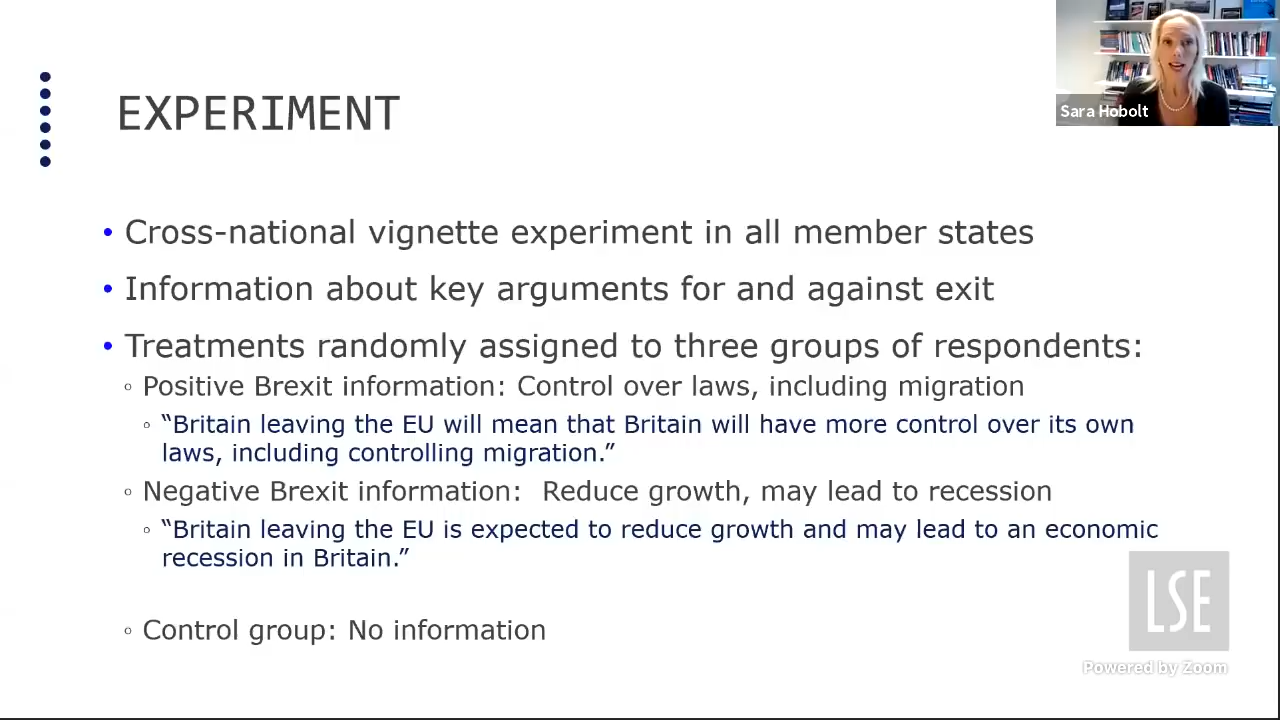 Sara Hobolt
EXPERIMENT
• Cross-national vignette experiment in all member states
• Information about key arguments for and against exit
• Treatments randomly assigned to three groups of respondents:
◦ Positive Brexit information: Control over laws, including migration
◦ “Britain leaving the EU will mean that Britain will have more control over its own
laws, including controlling migration.”
◦ Negative Brexit information:  Reduce growth, may lead to recession
◦ “Britain leaving the EU is expected to reduce growth and may lead to an economic
recession in Britain.”
◦ Control group: No information
LSE
Powered by Zoom